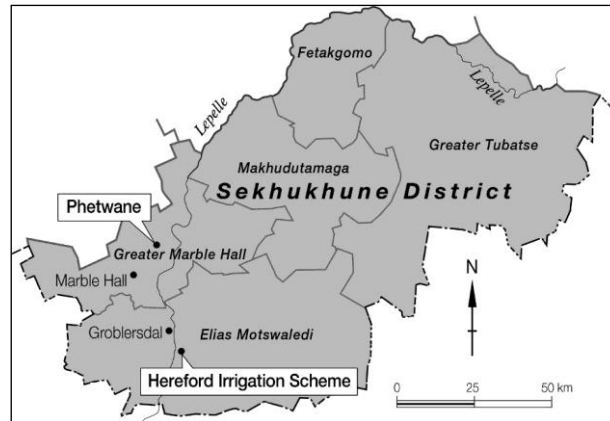 Fetakgomo
Lepelle
Lepelle
Greater Tubatse
Makhudutamaga
Sekhukhune District
Phetwane
Greater Marble Hall
Marble Hall
N
Groblersdal
Elias Motswaledi
Hereford Irrigation Scheme
0 25 50 km